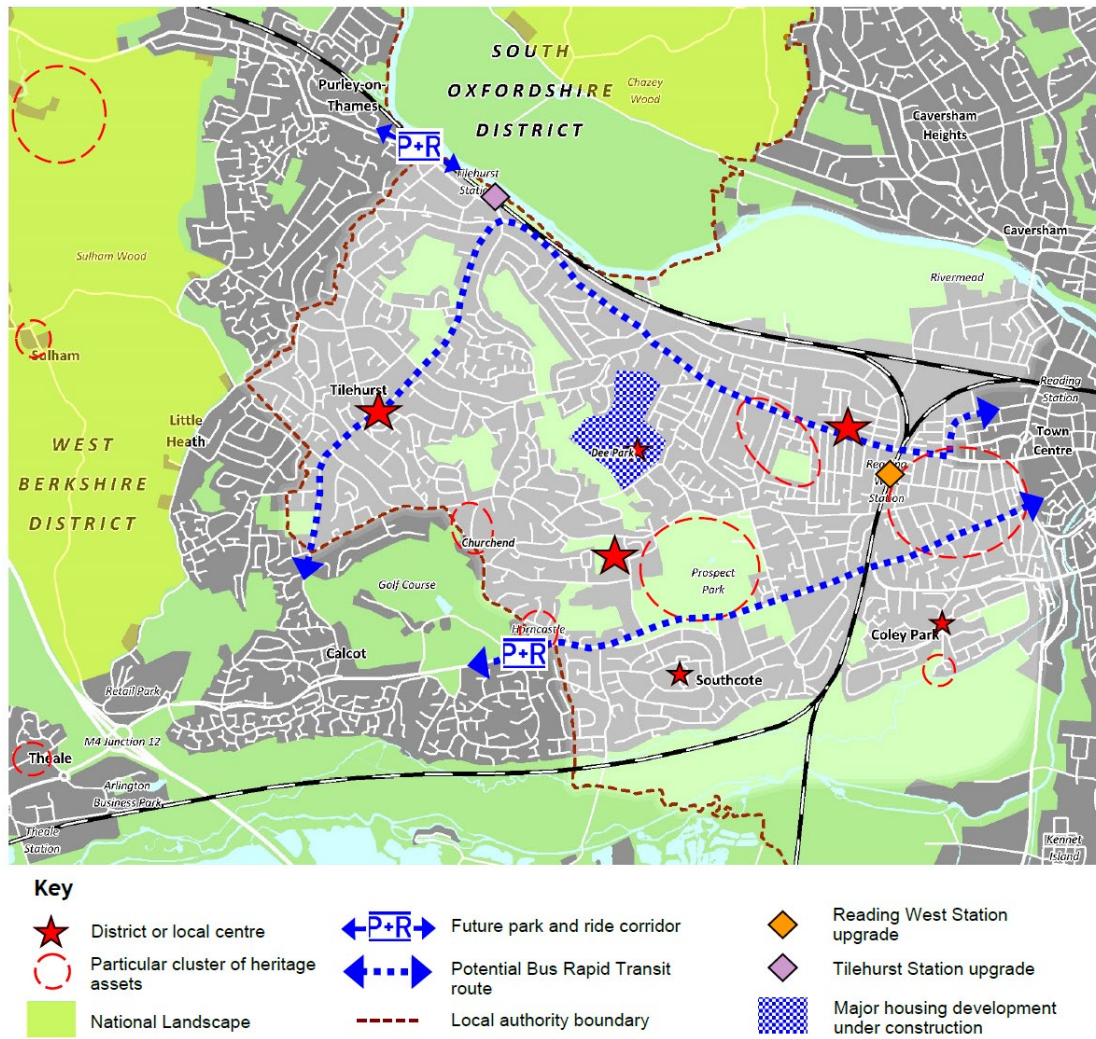 SOUTH
OXFORDSHIRE
DISTRICT
Chazey
Wood
Purley-on-
Thames
Caversham
Heights
P+R
Tilehurst
Station
Caversham
Sulham Wood
Rivermead
Sulham
Tilehurst
Reading
Station
Little
Heath
Town
Centre
Dee Park
WEST
BERKSHIRE
DISTRICT
Reading
West
Station
Churchend
Golf Course
Prospect
Park
Horncastle
P+R
Calcot
Coley Park
Southcote
Retail Park
M4 Junction 12
Theale
Arlington
Business Park
Theale
Station
Kennet
Island
Key
District or local centre
Particular cluster of heritage
assets
National Landscape
P+R
Future park and ride corridor
Potential Bus Rapid Transit
route
Local authority boundary
Reading West Station
upgrade
Tilehurst Station upgrade
Major housing development
under construction